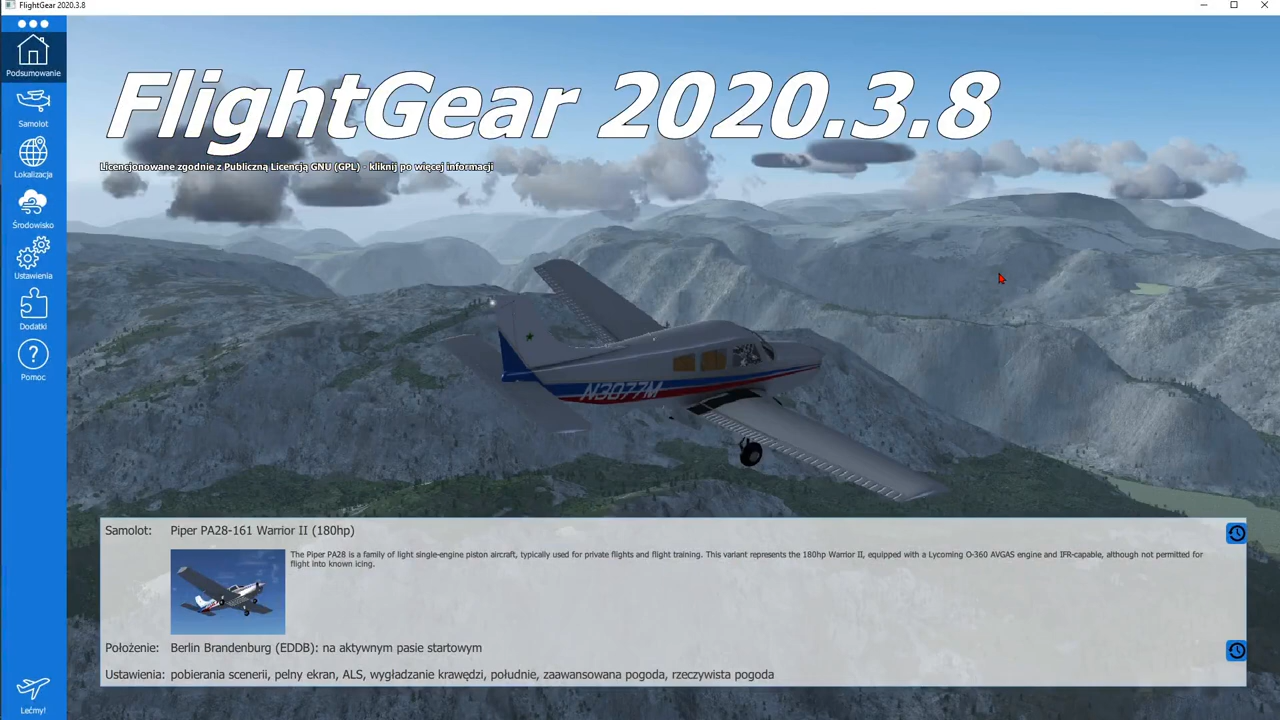 FlightGear 2020.3.8
Podsumowanie
Samolot
Lokalizacja
Środowisko
Ustawienia
Dodatki
Pomoc
Lećmy!
FlightGear 2020.3.8
Licencjonowane zgodnie z Publiczną Licencją GNU (GPL) - kliknij po więcej informacji
N3077M
Samolot: Piper PA28-161 Warrior II (180hp)
The Piper PA28 is a family of light single-engine piston aircraft, typically used for private flights and flight training. This variant represents the 180hp Warrior II, equipped with a Lycoming O-360 AVGAS engine and IFR-capable, although not permitted for
flight into known icing.
Położenie: Berlin Brandenburg (EDDB): na aktywnym pasie startowym
Ustawienia: pobierania scenerii, pelny ekran, ALS, wygładzanie krawędzi, południe, zaawansowana pogoda, rzeczywista pogoda